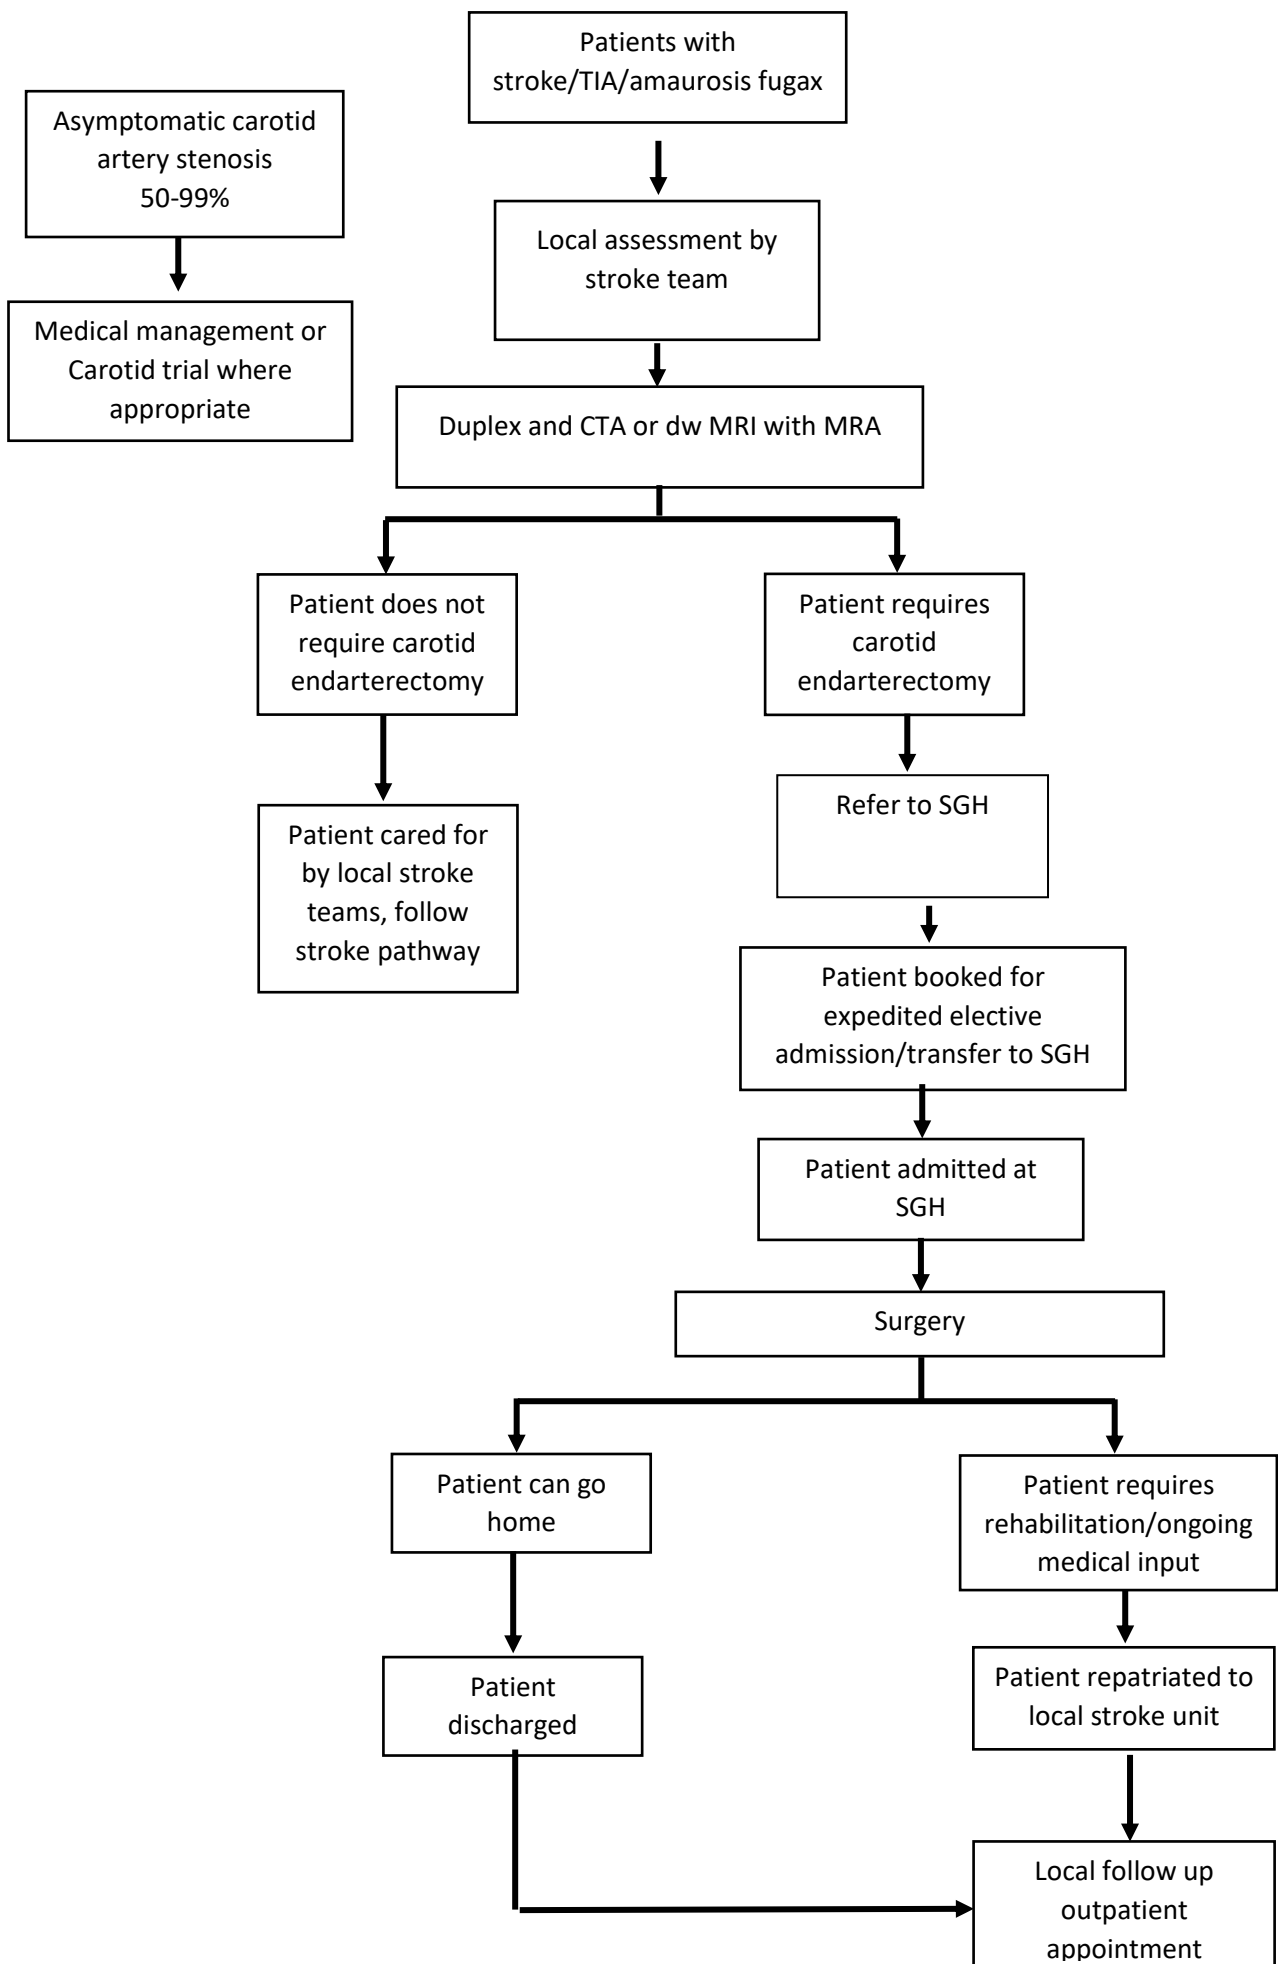 Patients with
stroke/TIA/amaurosis fugax
Asymptomatic carotid
artery stenosis
50-99%
Local assessment by
stroke team
Medical management or
Carotid trial where
appropriate
Duplex and CTA or dw MRI with MRA
Patient does not
require carotid
endarterectomy
Patient requires
carotid
endarterectomy
Refer to SGH
Patient cared for
by local stroke
teams, follow
stroke pathway
Patient booked for
expedited elective
admission/transfer to SGH
Patient admitted at
SGH
Surgery
Patient can go
home
Patient requires
rehabilitation/ongoing
medical input
Patient
discharged
Patient repatriated to
local stroke unit
Local follow up
outpatient
appointment